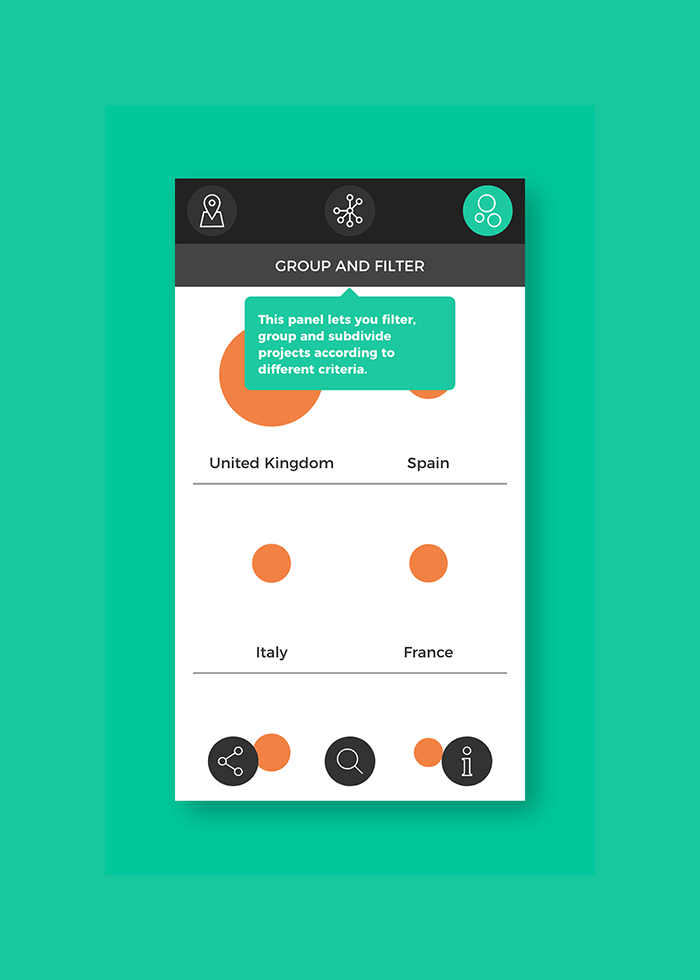 GROUP AND FILTER
This panel lets you filter,
group and subdivide
projects according to
different criteria.
United Kingdom
Spain
Italy
France